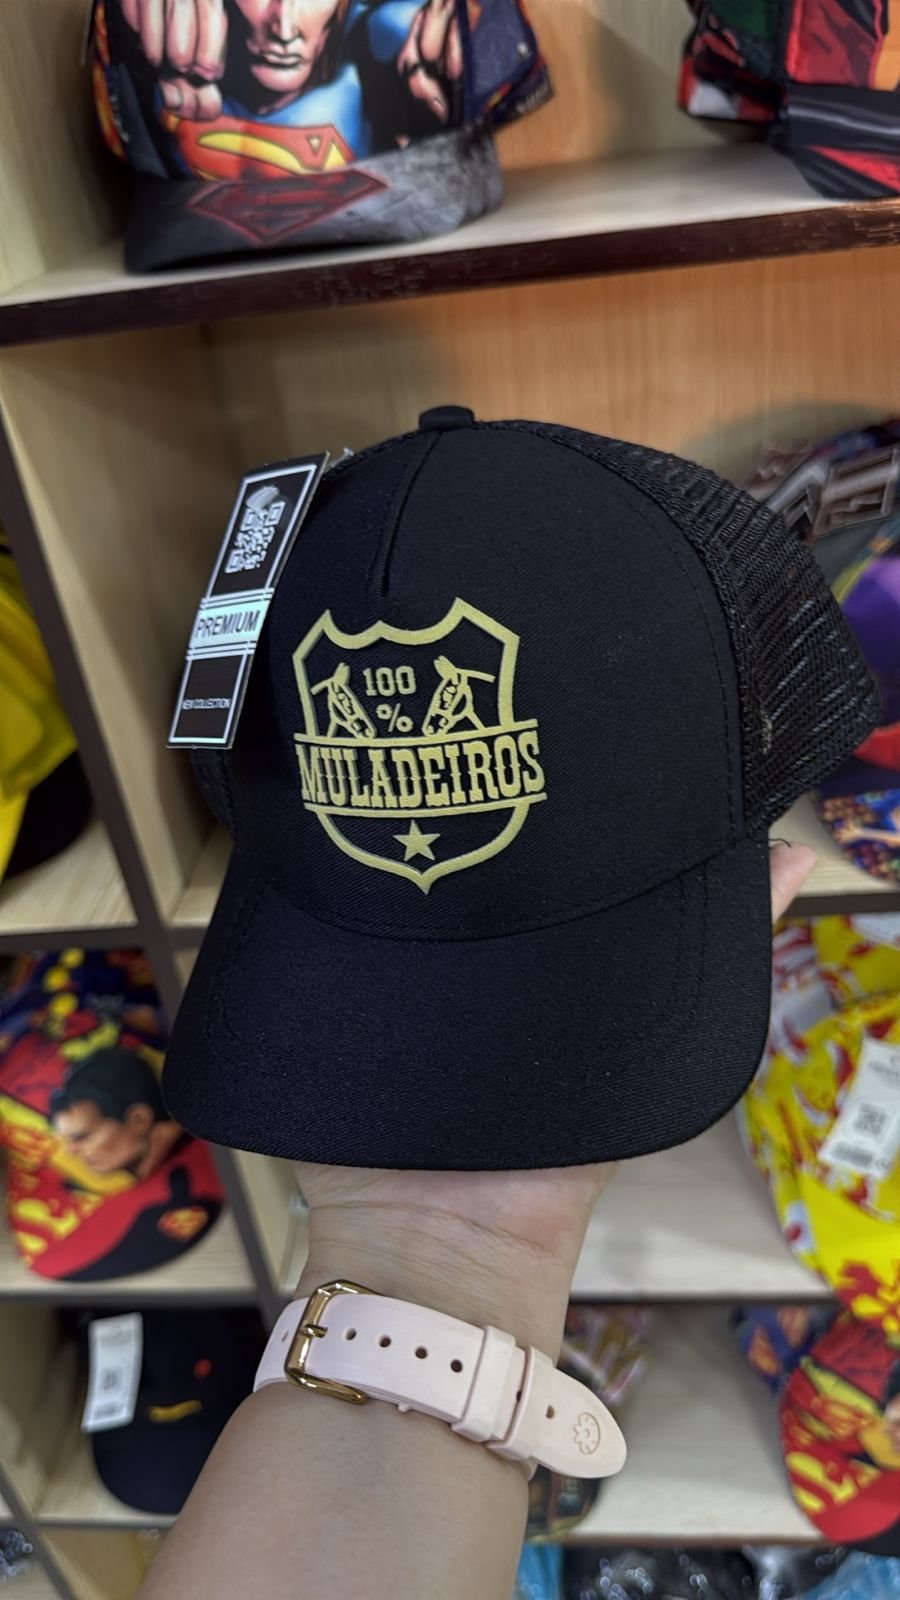 PREMIUM
NEW COLLECTION
100
%
MULADEIROS